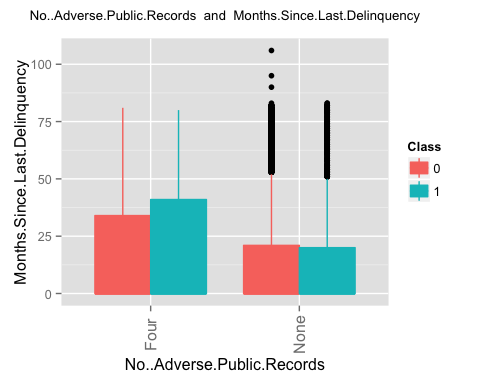 No..Adverse.Public.Records and Months.Since.Last.Delinquency
Months.Since.Last.Delinquency
100
75
50
25
0
Four
None
No..Adverse.Public.Records
Class
0
1